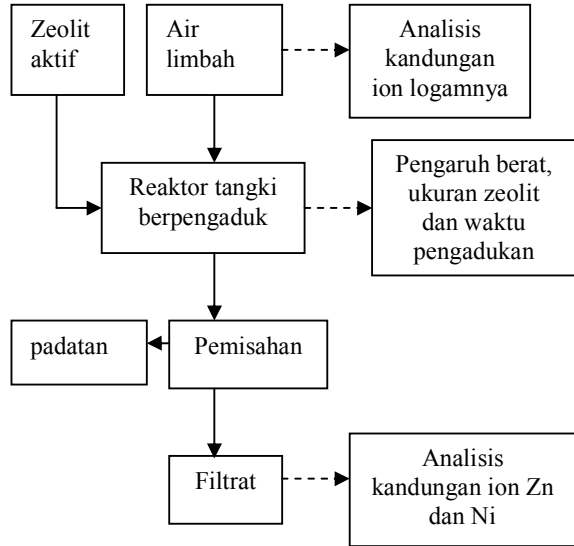 Zeolit
aktif
Air
limbah
Analisis
kandungan
ion logamnya
Reaktor tangki
berpengaduk
Pengaruh berat,
ukuran zeolit
dan waktu
pengadukan
padatan
Pemisahan
Filtrat
Analisis
kandungan ion Zn
dan Ni